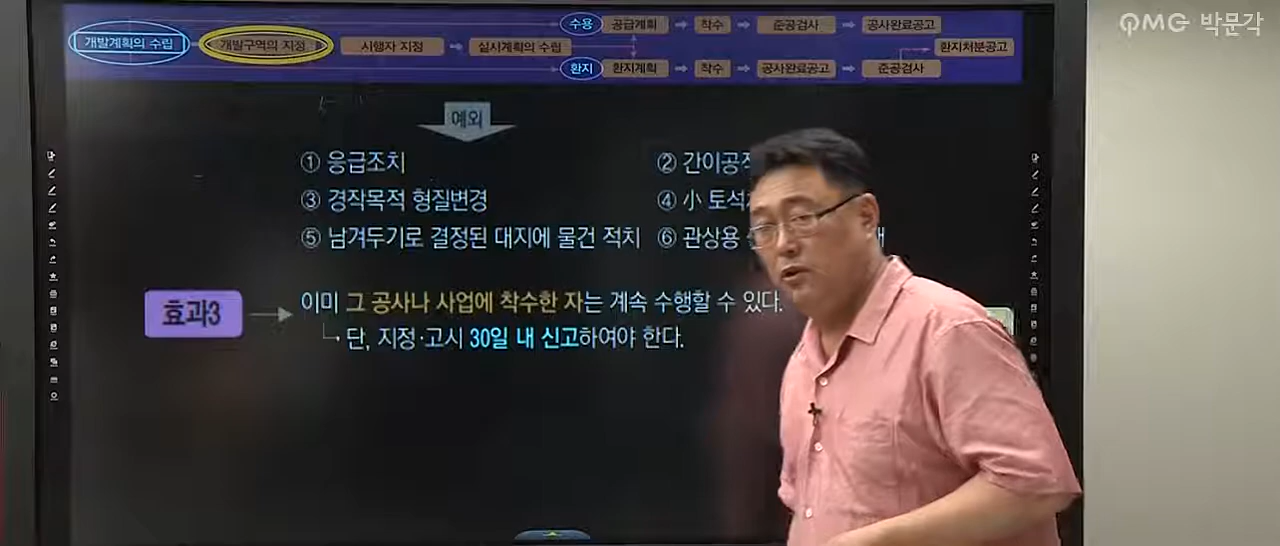 수용 공급계획 착수 준공검사 공사완료공고
개발계획의 수립 개발구역의 지정 시행자 지정 실시계획의 수립 환지처분공고
환지 환지계획 착수 공사완료공고 준공검사
QMG 박문각
예외
① 응급조치 ② 간이공
③ 경작목적 형질변경 ④ 小 토석
⑤ 남겨두기로 결정된 대지에 물건 적치 ⑥ 관상용
효과3 이미 그 공사나 사업에 착수한 자는 계속 수행할 수 있다.
단, 지정·고시 30일 내 신고하여야 한다.